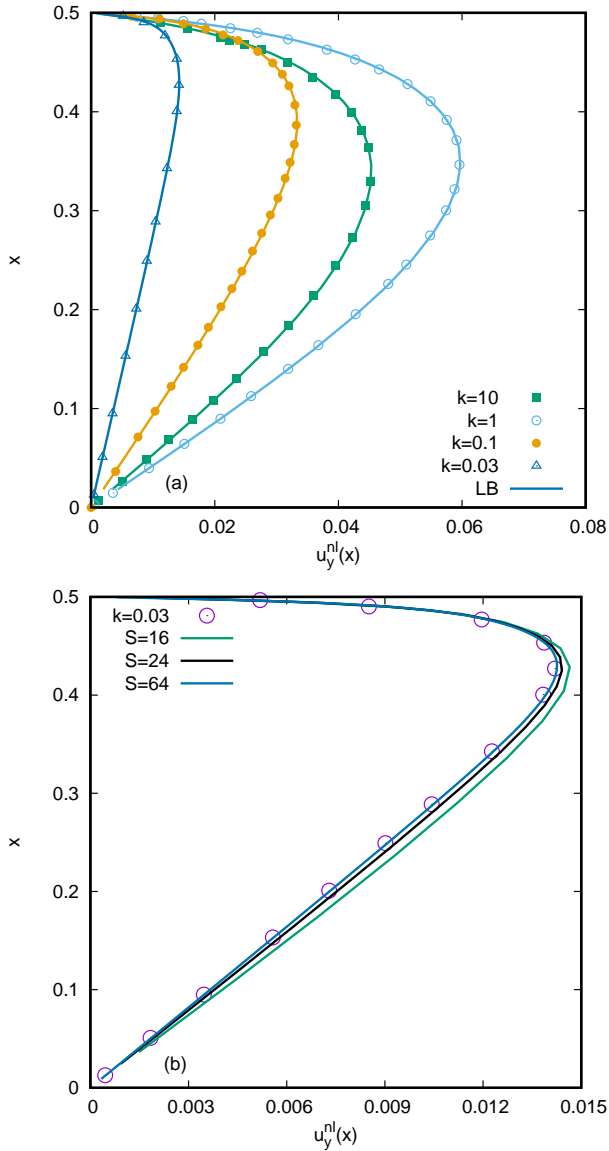 0.5
0.4
0.3
0.2
0.1
0
x
k=10
k=1
k=0.1
k=0.03
LB
(a)
0 0.02 0.04 0.06 0.08
u_y^{nl}(x)
0.5
0.4
0.3
0.2
0.1
0
x
k=0.03
S=16
S=24
S=64
(b)
0 0.003 0.006 0.009 0.012 0.015
u_y^{nl}(x)